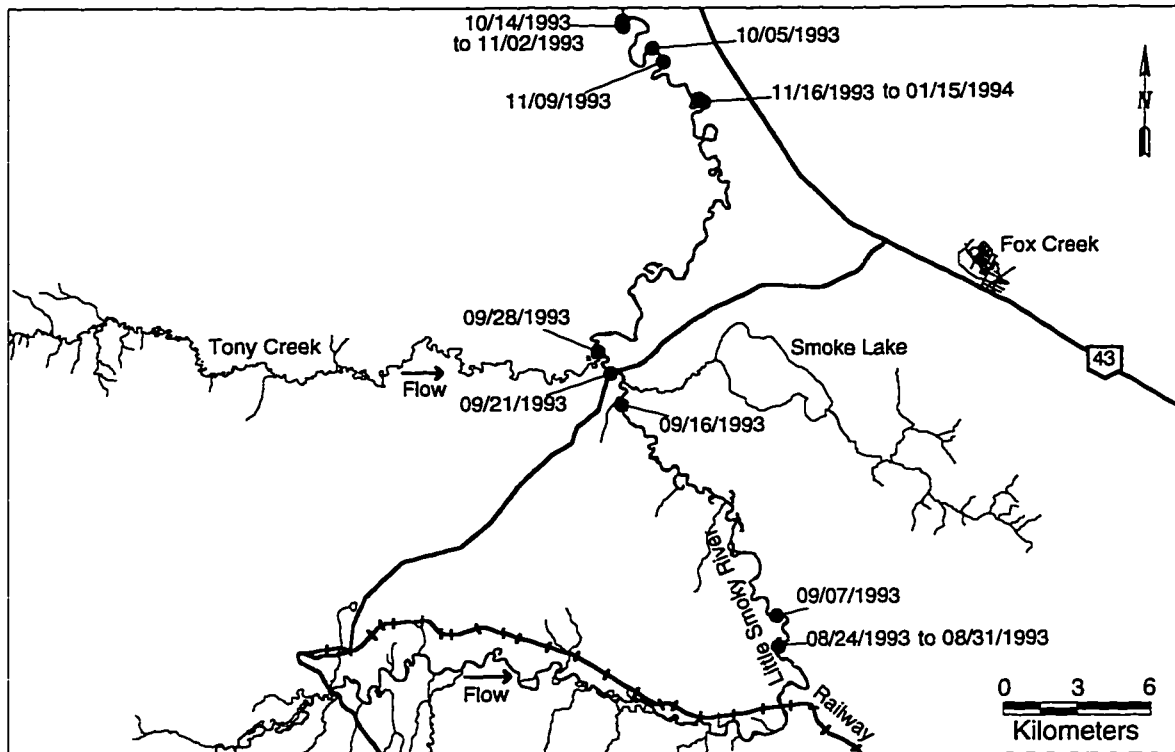 10/14/1993
to 11/02/1993
10/05/1993
11/09/1993
11/16/1993 to 01/15/1994
N
Fox Creek
09/28/1993
Tony Creek
Smoke Lake
43
Flow
09/21/1993
09/16/1993
Little Smoky River
09/07/1993
08/24/1993 to 08/31/1993
Flow
Railway
0 3 6
Kilometers